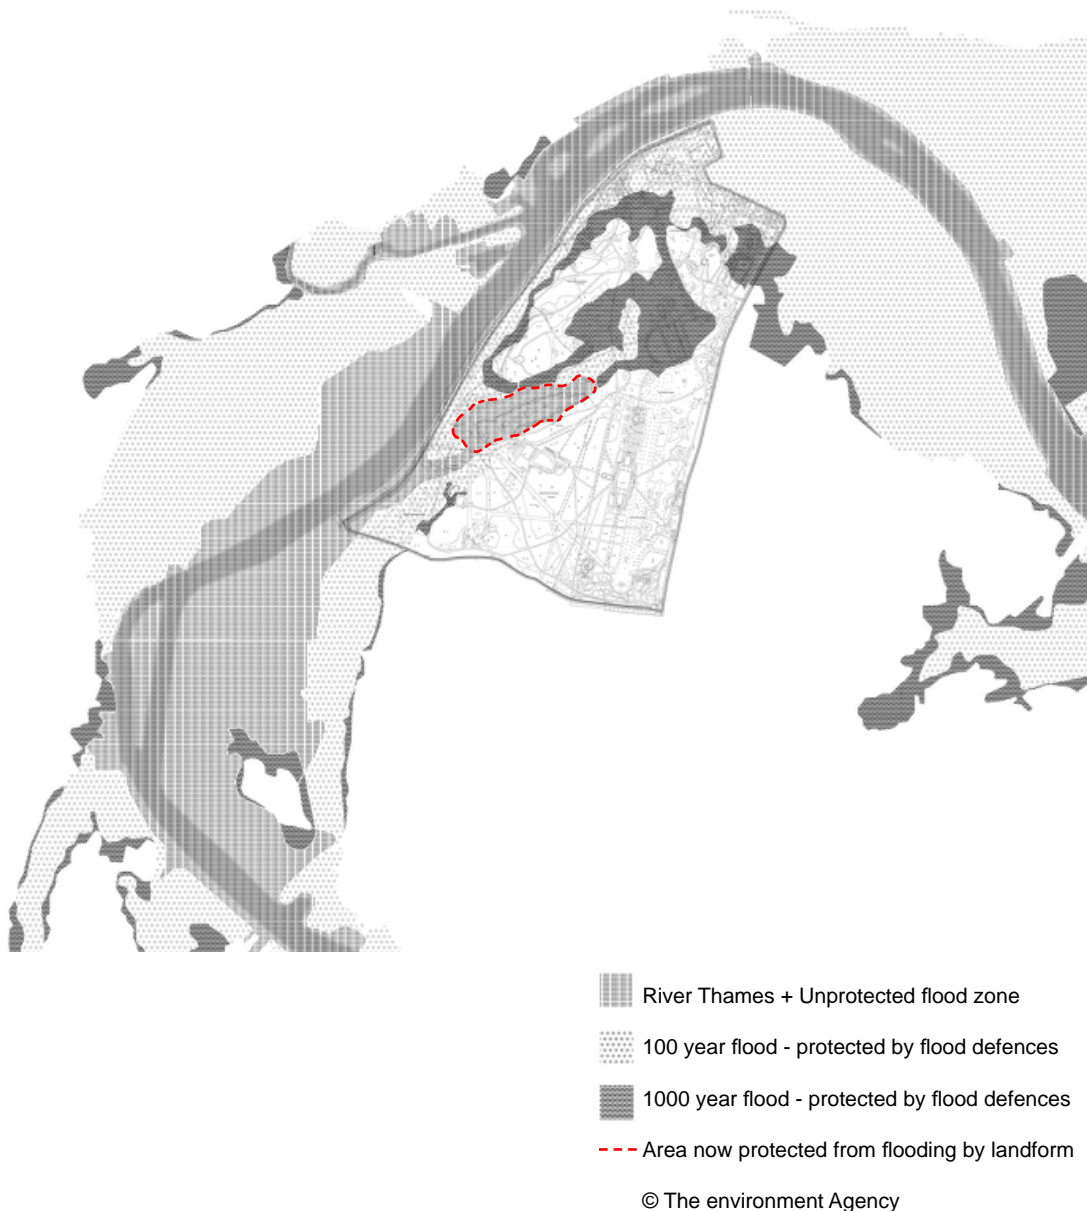 River Thames + Unprotected flood zone
100 year flood - protected by flood defences
1000 year flood - protected by flood defences
Area now protected from flooding by landform
© The environment Agency